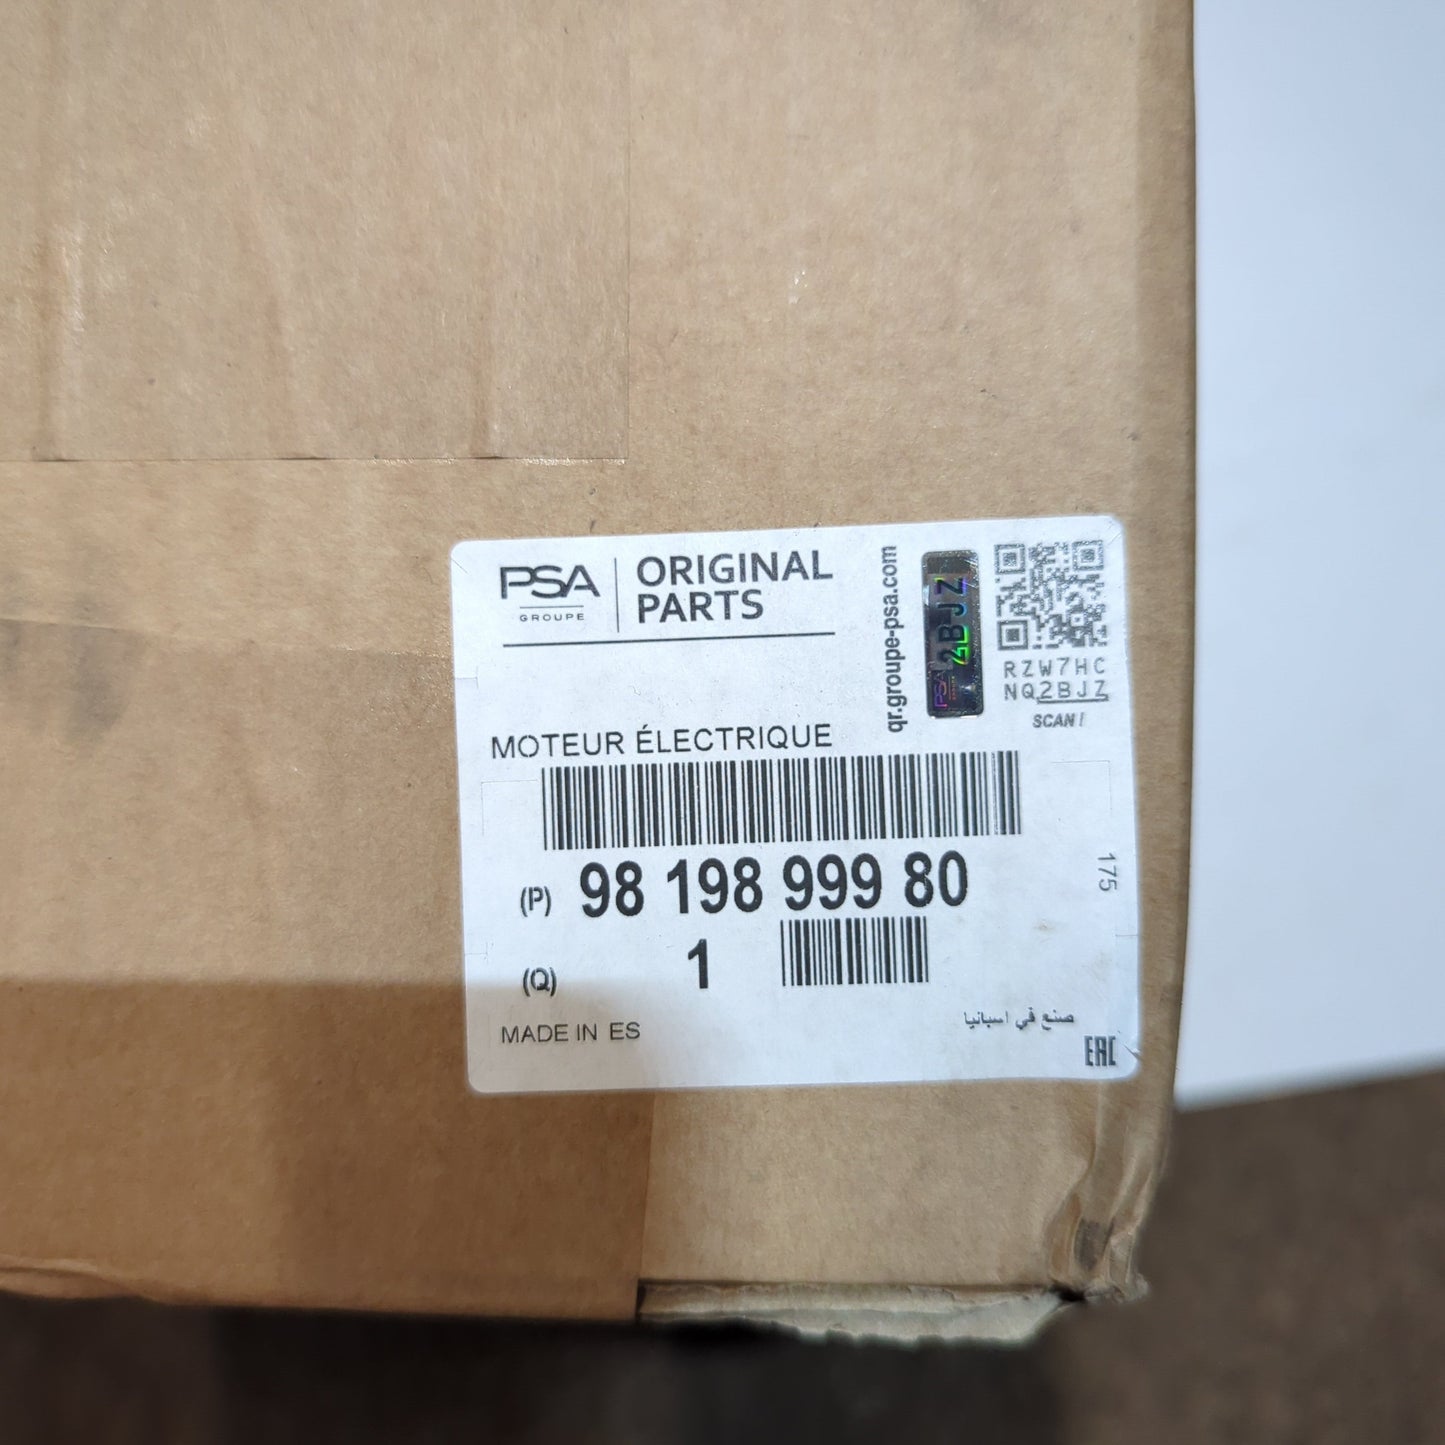 PSA
GROUPE
ORIGINAL
PARTS
qr.groupe-psa.com
PSA
2BJZ
RZW7HC
NQ2BJZ
SCAN!
MOTEUR ÉLECTRIQUE
(P) 98 198 999 80
175
(Q) 1
MADE IN ES
صنع في اسبانيا
EAC